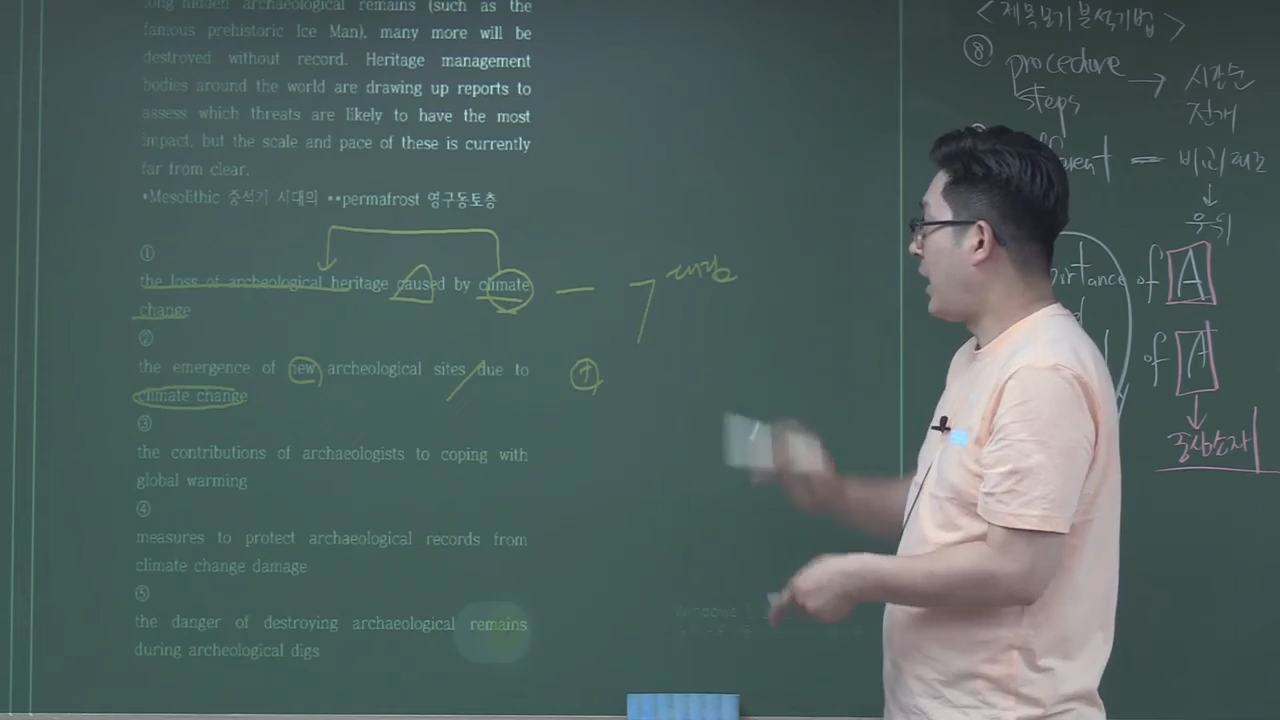 long hidden archaeological remains (such as the
famous prehistoric Ice Man), many more will be
destroyed without record. Heritage management
bodies around the world are drawing up reports to
assess which threats are likely to have the most
impact, but the scale and pace of these is currently
far from clear.
*Mesolithic 중석기 시대의 **permafrost 영구동토층
①
the loss of archeological heritage caused by climate
change
②
the emergence of new archeological sites due to
climate change
③
the contributions of archaeologists to coping with
global warming
④
measures to protect archaeological records from
climate change damage
⑤
the danger of destroying archaeological remains
during archeological digs
+
<제목보기분석기법>
⑧ procedure → 시간순
steps 전개
= 비교/대조
↓
우위
of A
of A
↓
중심소재